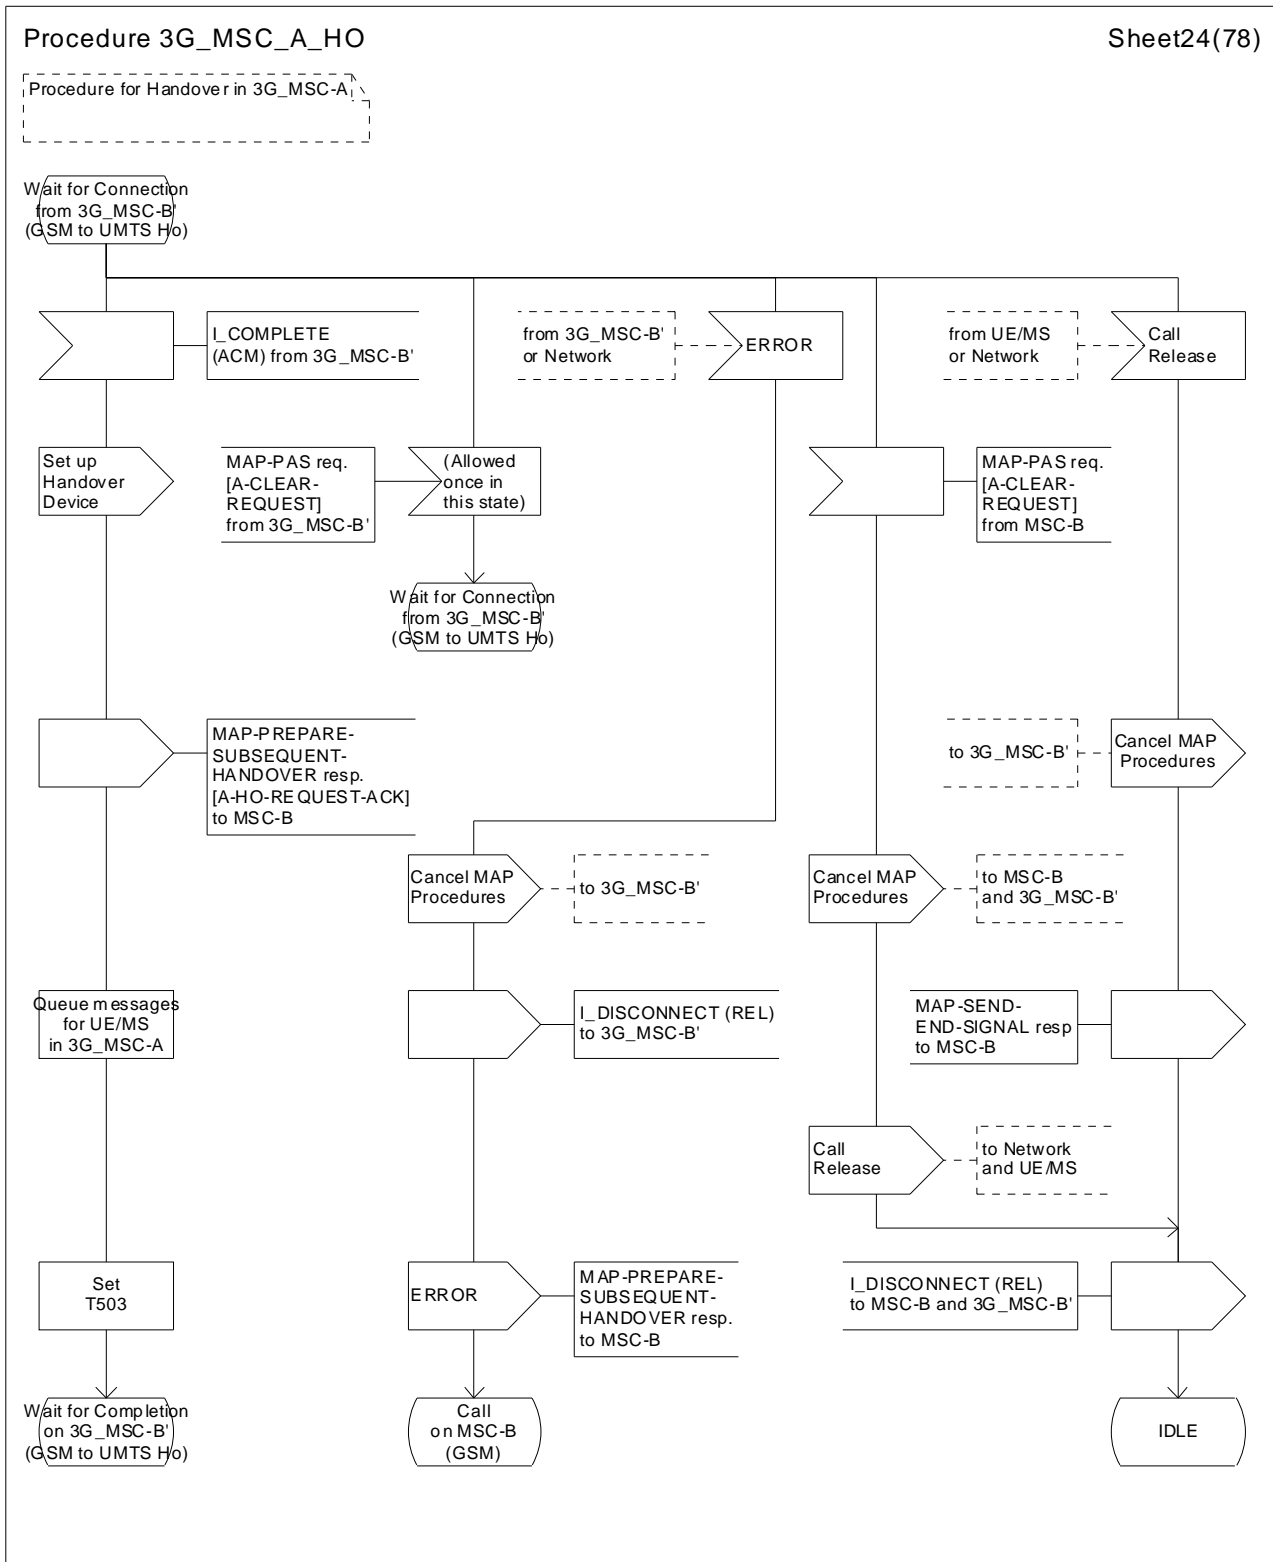 Procedure 3G_MSC_A_HO
Sheet24(78)
Procedure for Handover in 3G_MSC-A
Wait for Connection
from 3G_MSC-B'
(GSM to UMTS Ho)
I_COMPLETE
(ACM) from 3G_MSC-B'
from 3G_MSC-B'
or Network
ERROR
from UE/MS
or Network
Call
Release
Set up
Handover
Device
MAP-PAS req.
[A-CLEAR-
REQUEST]
from 3G_MSC-B'
(Allowed
once in
this state)
MAP-PAS req.
[A-CLEAR-
REQUEST]
from MSC-B
Wait for Connection
from 3G_MSC-B'
(GSM to UMTS Ho)
MAP-PREPARE-
SUBSEQUENT-
HANDOVER resp.
[A-HO-REQUEST-ACK]
to MSC-B
to 3G_MSC-B'
Cancel MAP
Procedures
Cancel MAP
Procedures
to 3G_MSC-B'
Cancel MAP
Procedures
to MSC-B
and 3G_MSC-B'
Queue messages
for UE/MS
in 3G_MSC-A
I_DISCONNECT (REL)
to 3G_MSC-B'
MAP-SEND-
END-SIGNAL resp
to MSC-B
Call
Release
to Network
and UE/MS
Set
T503
ERROR
MAP-PREPARE-
SUBSEQUENT-
HANDOVER resp.
to MSC-B
I_DISCONNECT (REL)
to MSC-B and 3G_MSC-B'
Wait for Completion
on 3G_MSC-B'
(GSM to UMTS Ho)
Call
on MSC-B
(GSM)
IDLE